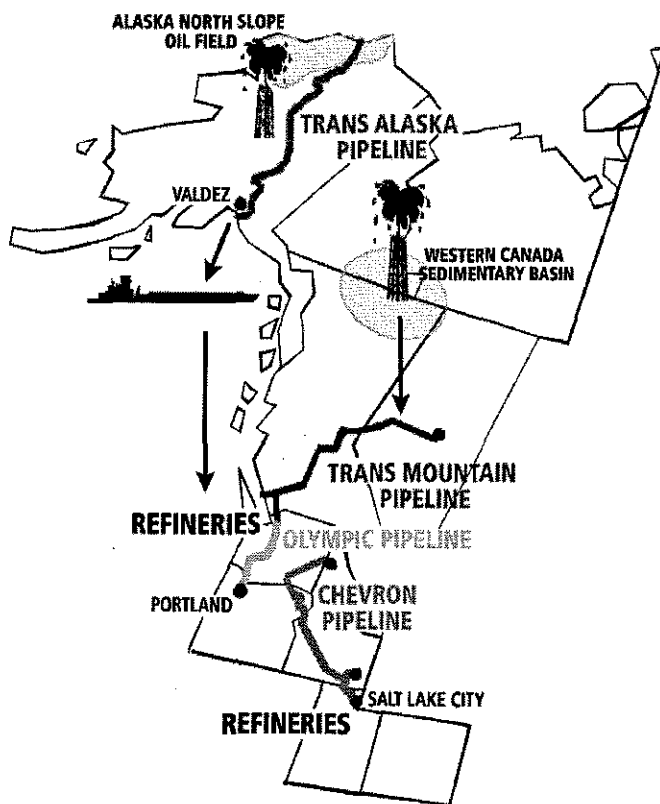 ALASKA NORTH SLOPE
OIL FIELD
TRANS ALASKA
PIPELINE
VALDEZ
WESTERN CANADA
SEDIMENTARY BASIN
TRANS MOUNTAIN
PIPELINE
REFINERIES
OLYMPIC PIPELINE
PORTLAND
CHEVRON
PIPELINE
SALT LAKE CITY
REFINERIES